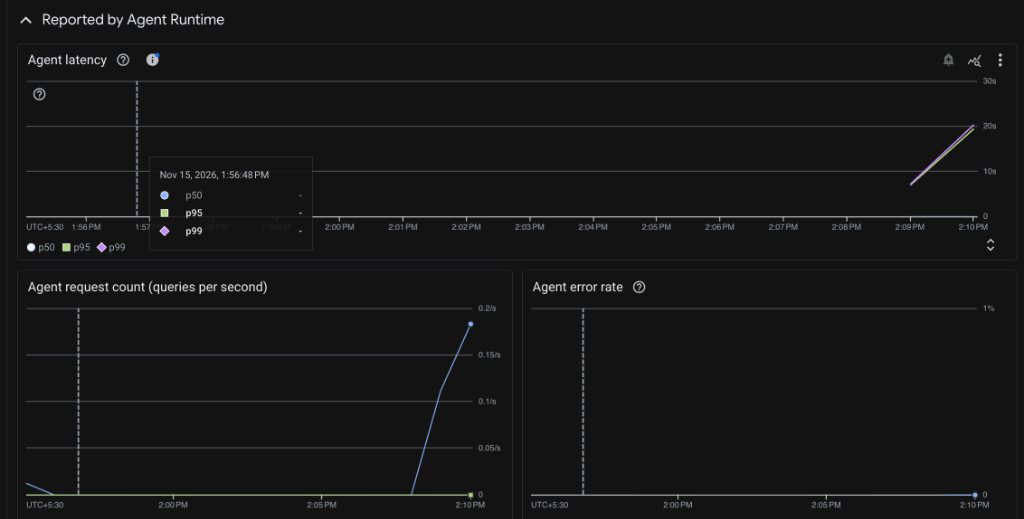 Reported by Agent Runtime
Agent latency
30s
20s
10s
0
Nov 15, 2026, 1:56:48 PM
p50 -
p95 -
p99 -
UTC+5:30 1:56 PM 1:57 2:00 PM 2:01 PM 2:02 PM 2:03 PM 2:04 PM 2:05 PM 2:06 PM 2:07 PM 2:08 PM 2:09 PM 2:10 PM
p50 p95 p99
Agent request count (queries per second)
0.2/s
0.15/s
0.1/s
0.05/s
0
UTC+5:30 2:00 PM 2:05 PM 2:10 PM
Agent error rate
1%
0
UTC+5:30 2:00 PM 2:05 PM 2:10 PM